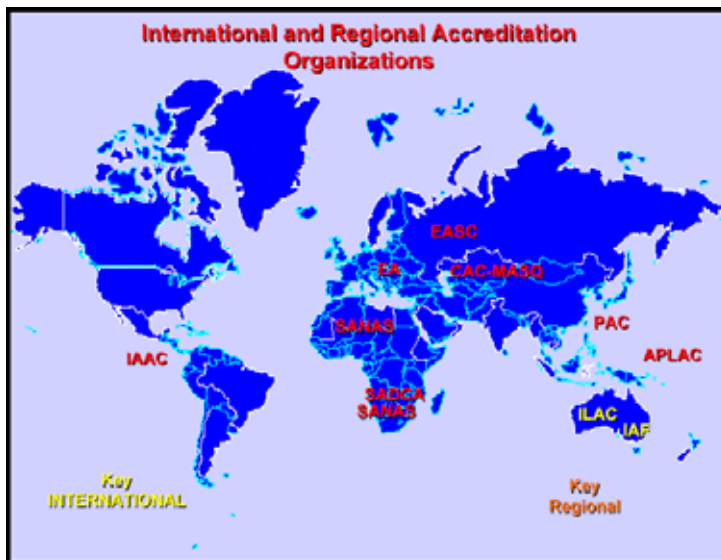 International and Regional Accreditation
Organizations
EASC
EA
CAC-MASQ
SANAS
PAC
IAAC
APLAC
SADCA
SANAS
ILAC
IAF
Key
INTERNATIONAL
Key
Regional